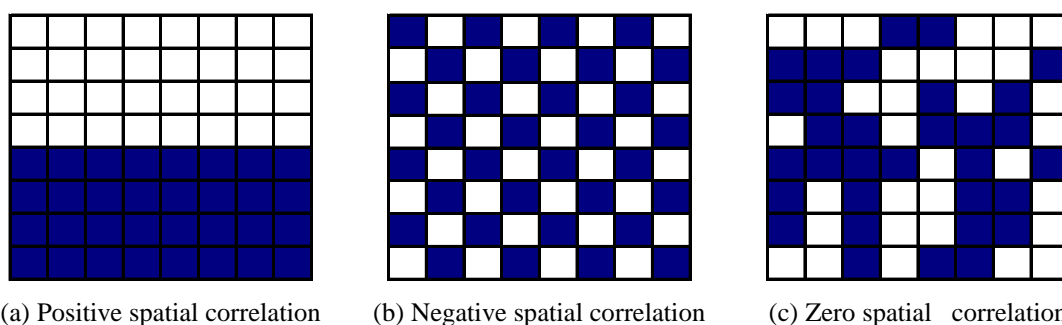 (a) Positive spatial correlation
(b) Negative spatial correlation
(c) Zero spatial correlation